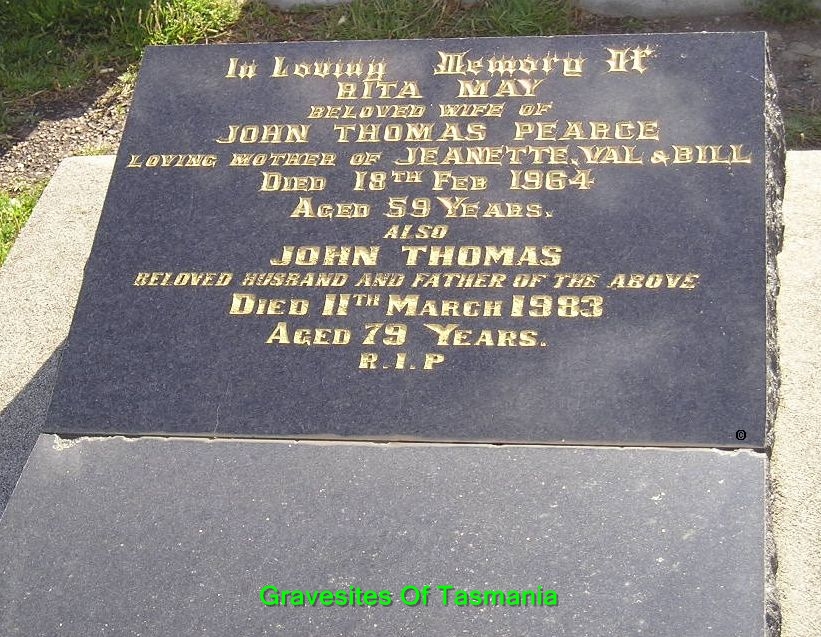 In Loving Memory Of
RITA MAY
BELOVED WIFE OF
JOHN THOMAS PEARCE
LOVING MOTHER OF JEANETTE, VAL & BILL
DIED 18TH FEB 1964
AGED 59 YEARS.
ALSO
JOHN THOMAS
BELOVED HUSBAND AND FATHER OF THE ABOVE
DIED 11TH MARCH 1983
AGED 79 YEARS.
R.I.P
©
Gravesites Of Tasmania